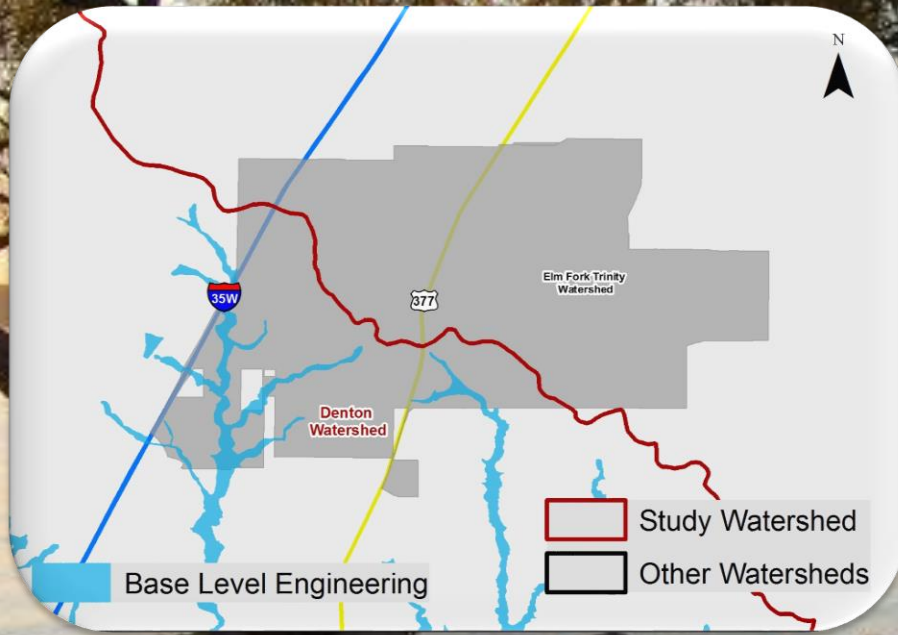 N
Elm Fork Trinity
Watershed
35W
377
Denton
Watershed
Study Watershed
Other Watersheds
Base Level Engineering